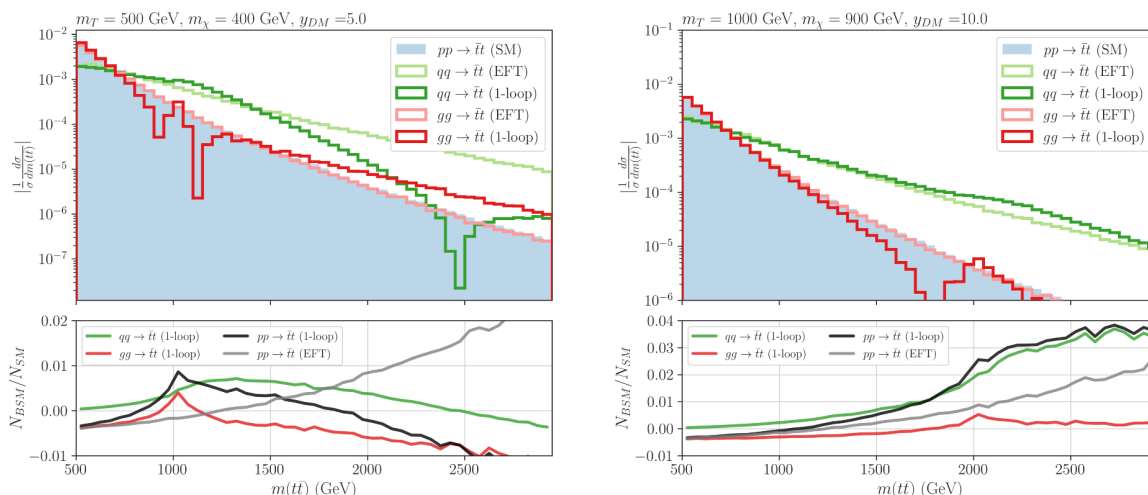 m_T = 500 GeV, m_χ = 400 GeV, y_DM =5.0
10⁻²
10⁻³
10⁻⁴
10⁻⁵
10⁻⁶
10⁻⁷
|1/σ dσ/dm(tt̄)|
pp → t̄t (SM)
qq → t̄t (EFT)
qq → t̄t (1-loop)
gg → t̄t (EFT)
gg → t̄t (1-loop)
0.02
0.01
0.00
−0.01
N_BSM/N_SM
qq → t̄t (1-loop)
gg → t̄t (1-loop)
pp → t̄t (1-loop)
pp → t̄t (EFT)
500 1000 1500 2000 2500
m(tt̄) (GeV)
m_T = 1000 GeV, m_χ = 900 GeV, y_DM =10.0
10⁻¹
10⁻²
10⁻³
10⁻⁴
10⁻⁵
10⁻⁶
|1/σ dσ/dm(tt̄)|
pp → t̄t (SM)
qq → t̄t (EFT)
qq → t̄t (1-loop)
gg → t̄t (EFT)
gg → t̄t (1-loop)
0.04
0.03
0.02
0.01
0.00
−0.01
N_BSM/N_SM
qq → t̄t (1-loop)
gg → t̄t (1-loop)
pp → t̄t (1-loop)
pp → t̄t (EFT)
500 1000 1500 2000 2500
m(tt̄) (GeV)